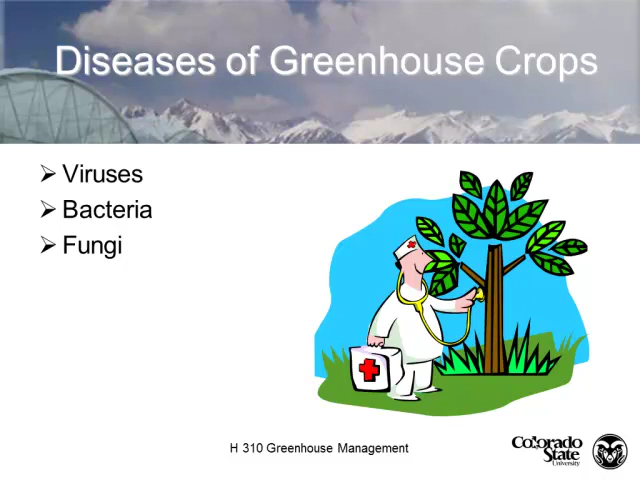 Diseases of Greenhouse Crops
Viruses
Bacteria
Fungi
H 310 Greenhouse Management
Colorado
State
University